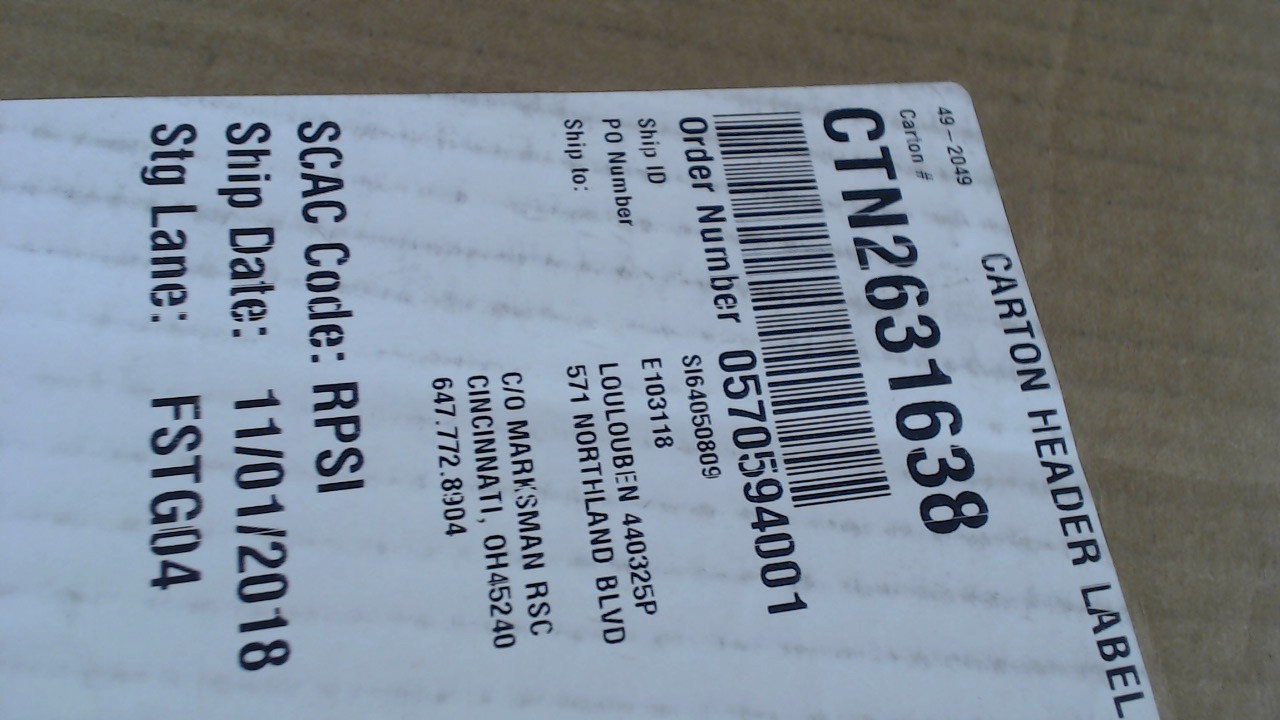 CARTON HEADER LABEL
49-2049
Carton #
CTN2631638
Order Number 0570594001
Ship ID SI64050809
PO Number E103118
Ship to: LOULOUBEN 440325P
571 NORTHLAND BLVD
C/O MARKSMAN RSC
CINCINNATI, OH45240
647.772.8904
SCAC Code: RPSI
Ship Date: 11/01/2018
Stg Lane: FSTG04